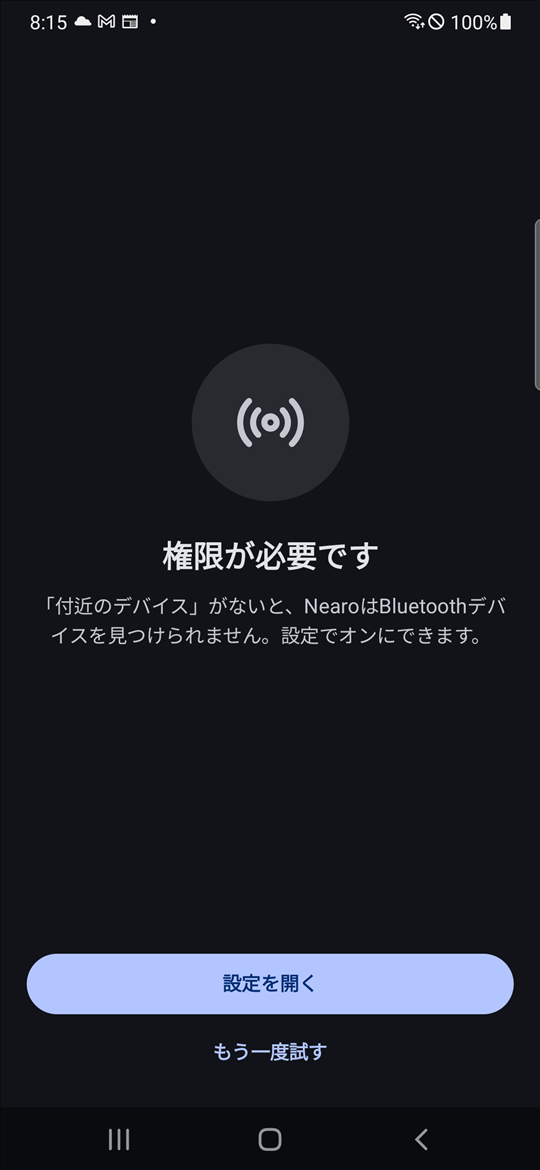 8:15
100%
権限が必要です
「付近のデバイス」がないと、NearoはBluetoothデバ
イスを見つけられません。設定でオンにできます。
設定を開く
もう一度試す